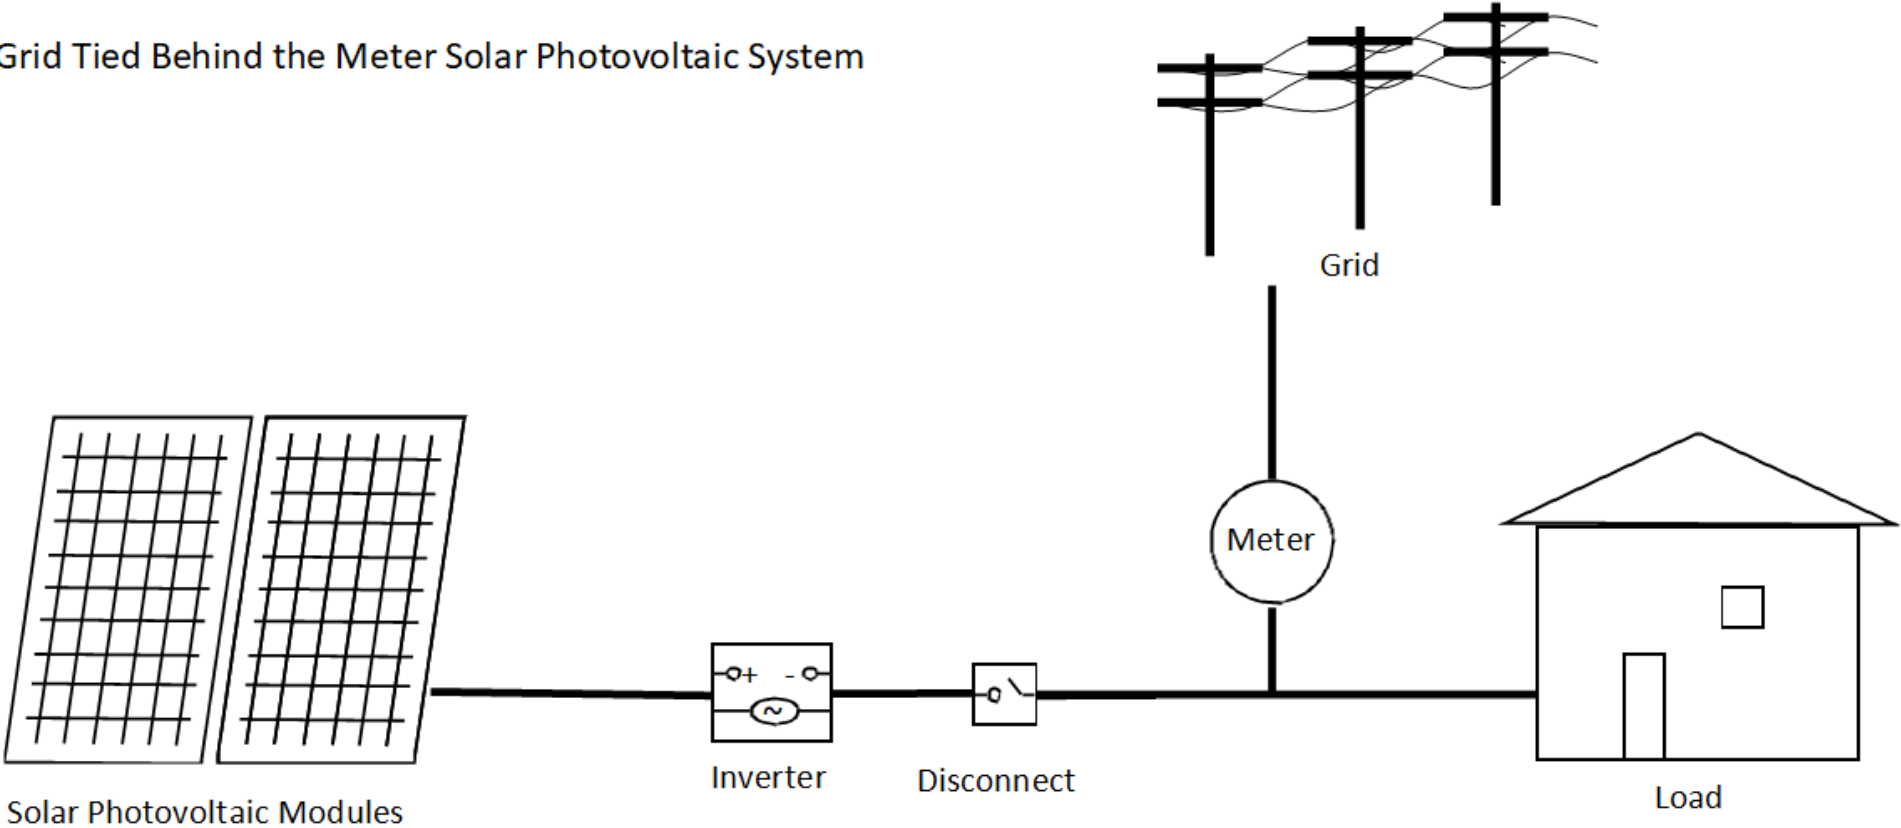 Grid Tied Behind the Meter Solar Photovoltaic System
Grid
Meter
+ -
~
Inverter
Disconnect
Load
Solar Photovoltaic Modules